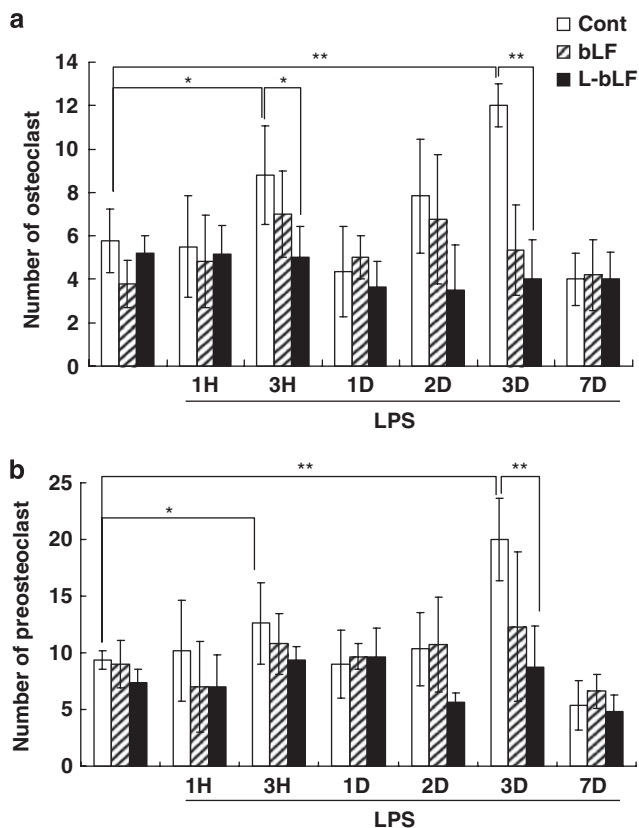 a
Cont
bLF
L-bLF
Number of osteoclast
14
12
10
8
6
4
2
0
**
**
*
*
1H 3H 1D 2D 3D 7D
LPS
b
Number of preosteoclast
25
20
15
10
5
0
**
**
*
1H 3H 1D 2D 3D 7D
LPS